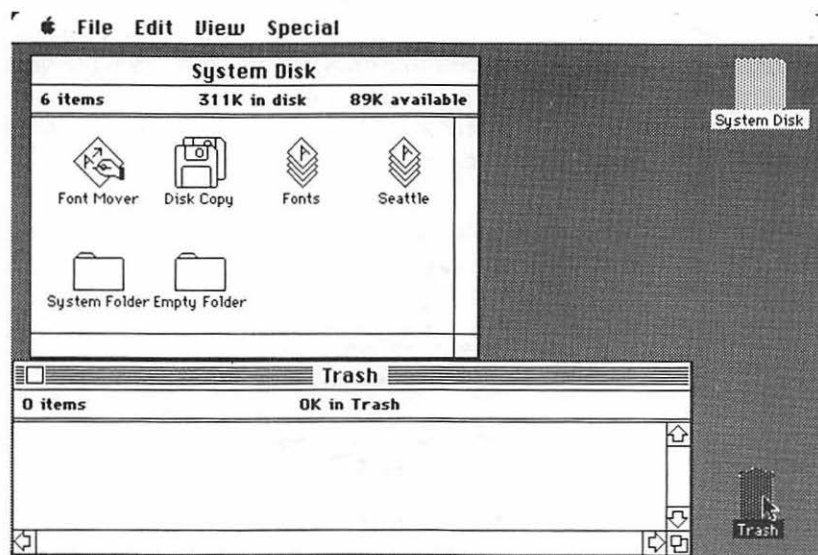 File Edit View Special
System Disk
6 items 311K in disk 89K available
System Disk
Font Mover Disk Copy Fonts Seattle
System Folder Empty Folder
Trash
0 items 0K in Trash
Trash